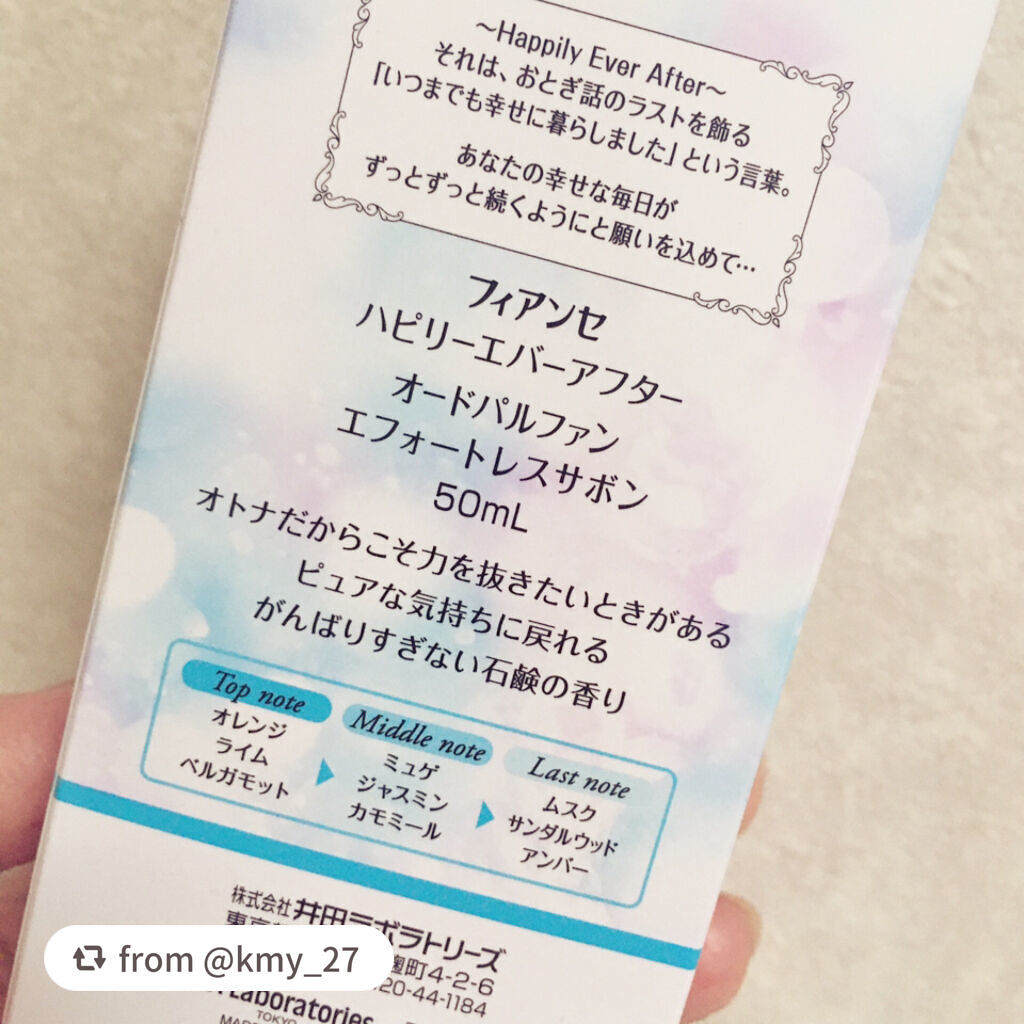 ~Happily Ever After~
それは、おとぎ話のラストを飾る
「いつまでも幸せに暮らしました」という言葉。
あなたの幸せな毎日が
ずっとずっと続くようにと願いを込めて…
フィアンセ
ハピリーエバーアフター
オードパルファン
エフォートレスサボン
50mL
オトナだからこそ力を抜きたいときがある
ピュアな気持ちに戻れる
がんばりすぎない石鹸の香り
Top note
オレンジ
ライム
ベルガモット
Middle note
ミュゲ
ジャスミン
カモミール
Last note
ムスク
サンダルウッド
アンバー
株式会社 井田ラボラトリーズ
麹町4-2-6
20-44-1184
Laboratories
TOKYO
from @kmy_27